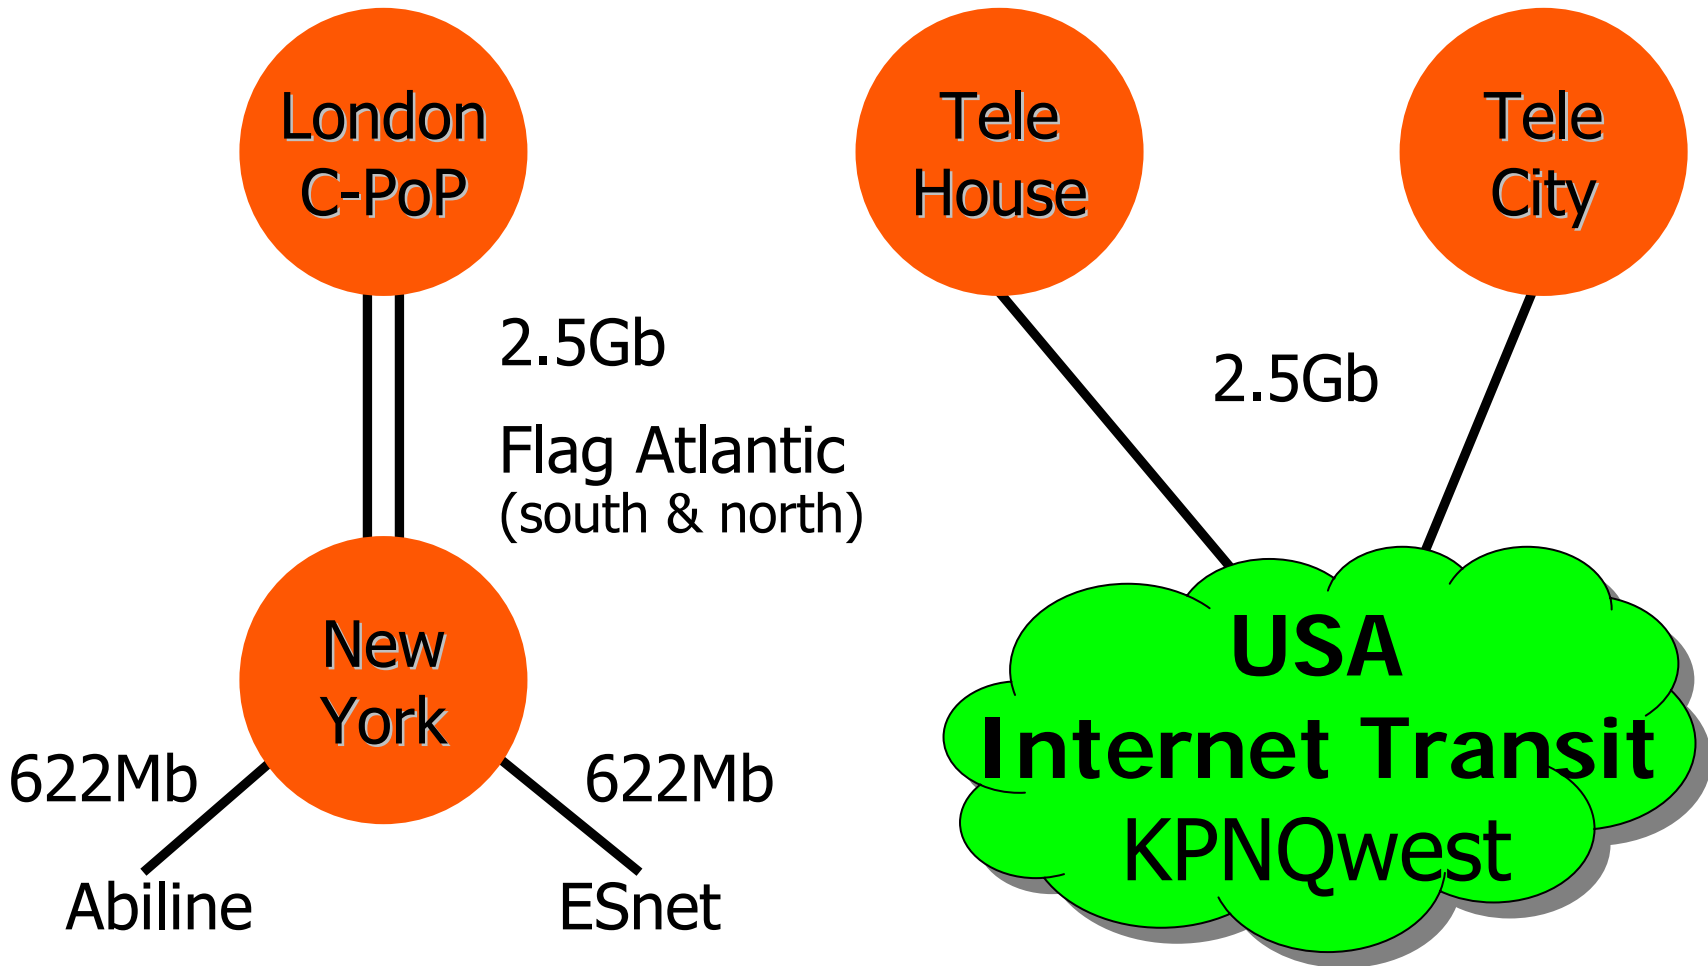 London
C-PoP
Tele
House
Tele
City
2.5Gb
Flag Atlantic
(south & north)
2.5Gb
New
York
622Mb
622Mb
Abiline
ESnet
USA
Internet Transit
KPNQwest